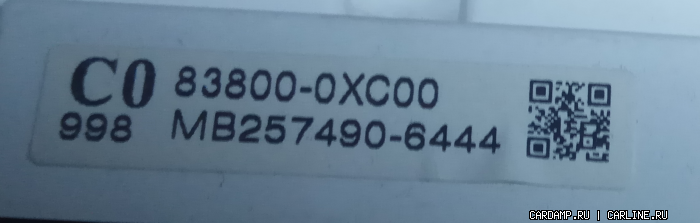 C0 83800-0XC00
998 MB257490-6444
CARDAMP.RU / CARLINE.RU